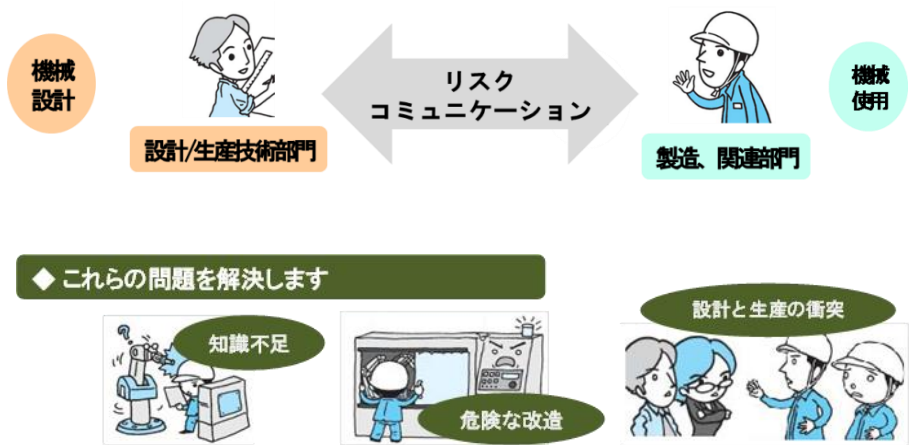 機械
設計
リスク
コミュニケーション
機械
使用
設計/生産技術部門
製造、関連部門
◆ これらの問題を解決します
知識不足
危険な改造
設計と生産の衝突
?